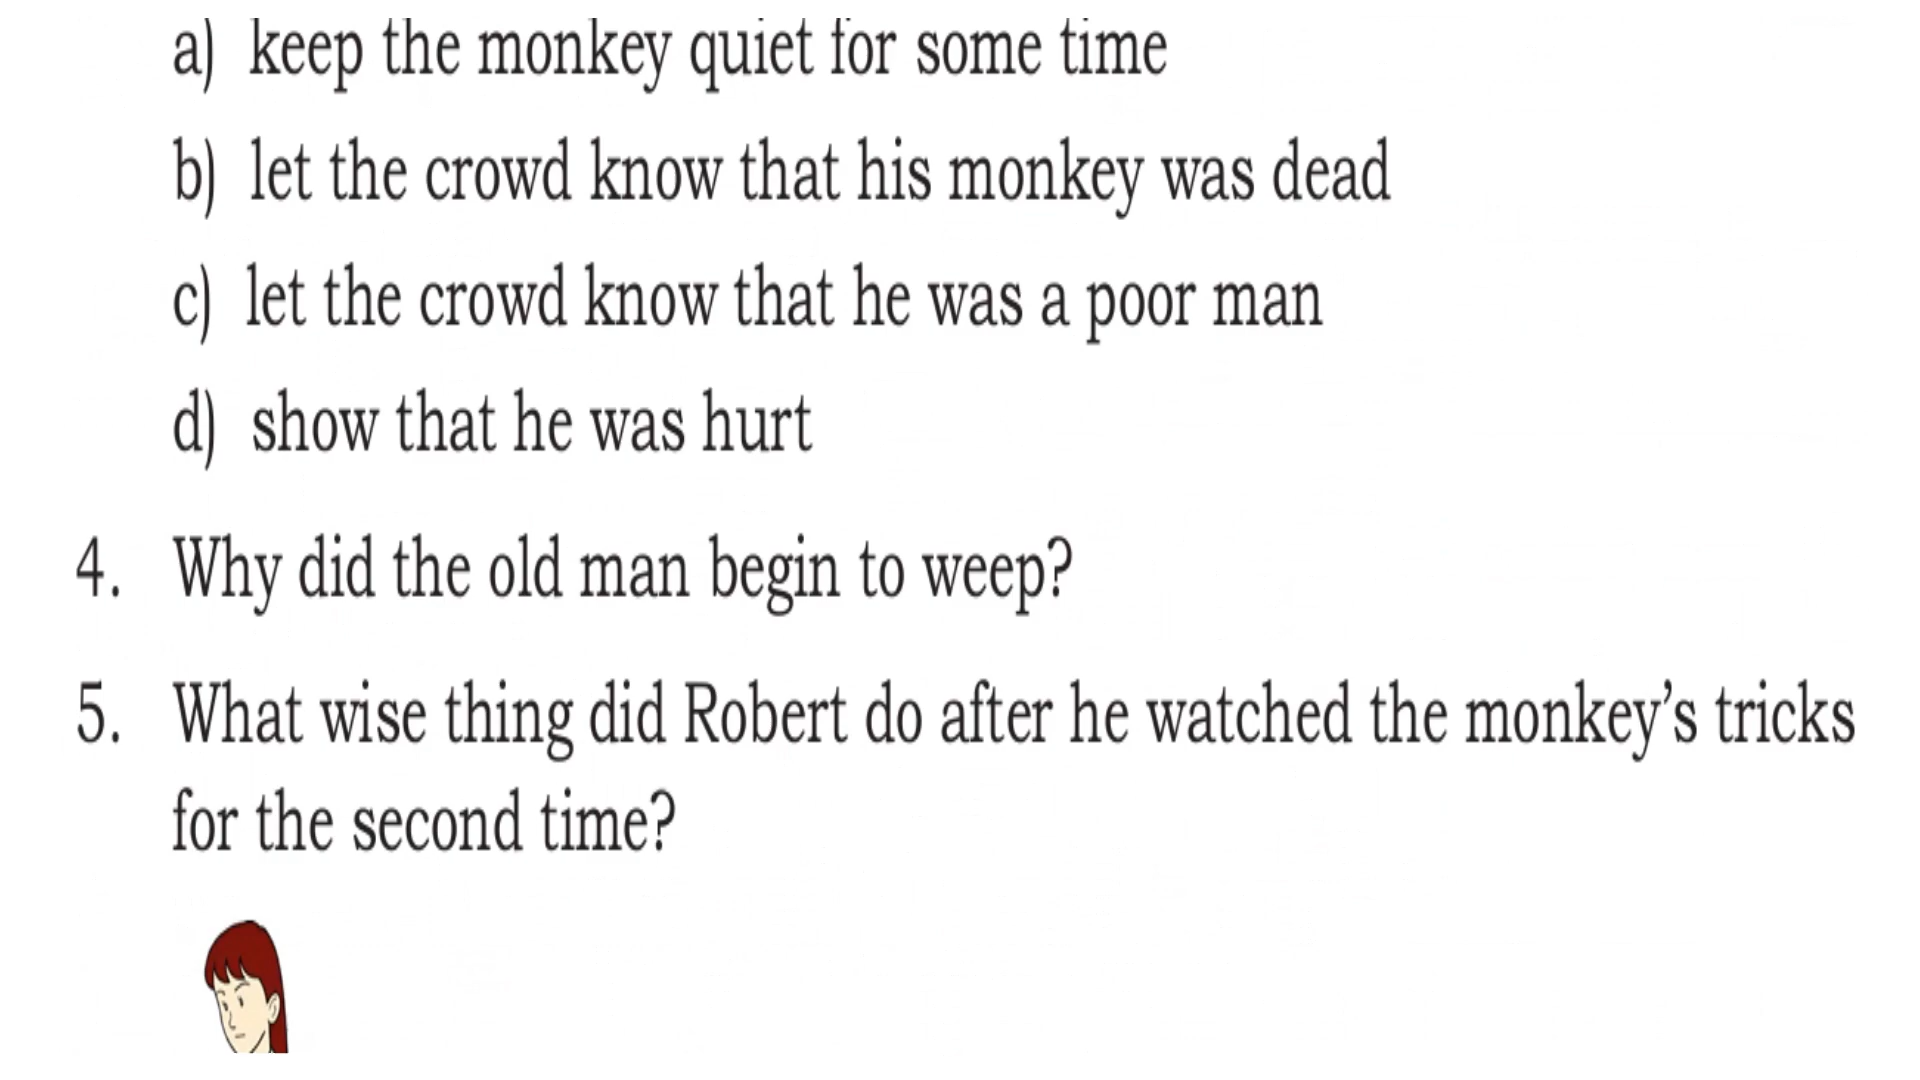 a) keep the monkey quiet for some time
b) let the crowd know that his monkey was dead
c) let the crowd know that he was a poor man
d) show that he was hurt
4. Why did the old man begin to weep?
5. What wise thing did Robert do after he watched the monkey’s tricks
for the second time?